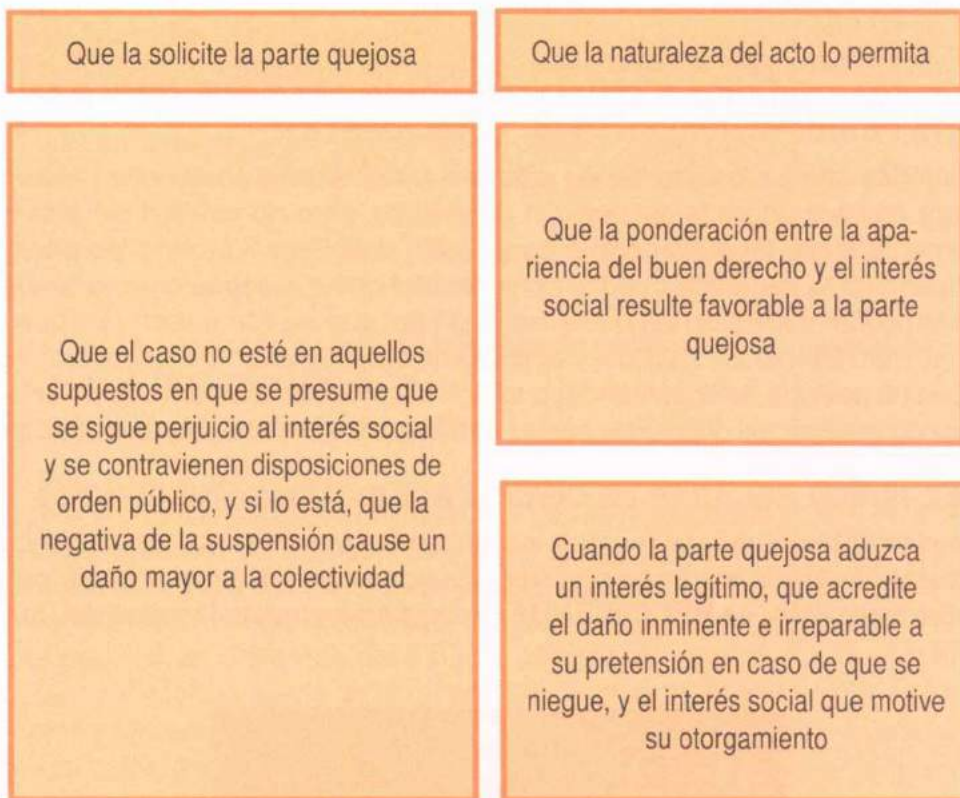 Que la solicite la parte quejosa
Que la naturaleza del acto lo permita
Que el caso no esté en aquellos
supuestos en que se presume que
se sigue perjuicio al interés social
y se contravienen disposiciones de
orden público, y si lo está, que la
negativa de la suspensión cause un
daño mayor a la colectividad
Que la ponderación entre la apa-
riencia del buen derecho y el interés
social resulte favorable a la parte
quejosa
Cuando la parte quejosa aduzca
un interés legítimo, que acredite
el daño inminente e irreparable a
su pretensión en caso de que se
niegue, y el interés social que motive
su otorgamiento